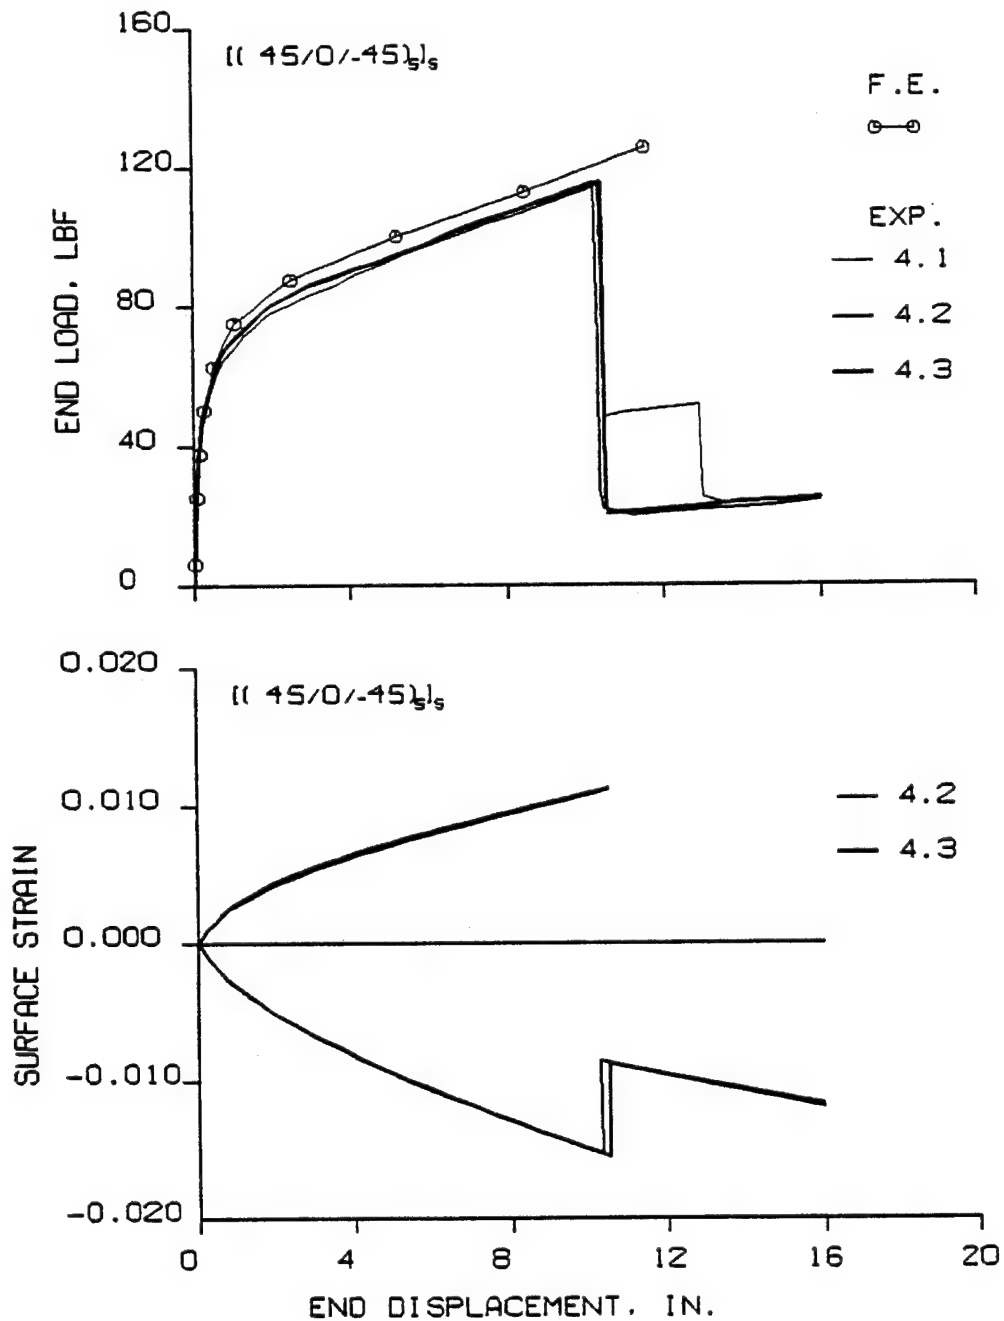 160
[( 45/0/-45)5]s
F.E.
120
EXP.
4.1
80
4.2
4.3
40
0
END LOAD, LBF
0.020
[( 45/0/-45)5]s
0.010
4.2
4.3
0.000
-0.010
-0.020
SURFACE STRAIN
0 4 8 12 16 20
END DISPLACEMENT, IN.